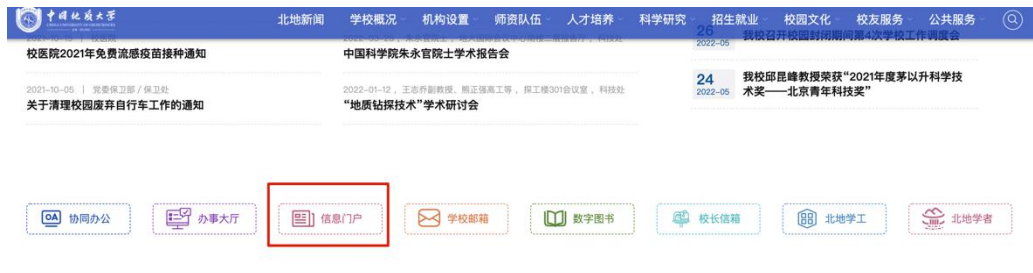 中国地质大学
北地新闻 学校概况 机构设置 师资队伍 人才培养 科学研究 招生就业 校园文化 校友服务 公共服务
校医院2021年免费流感疫苗接种通知
2021-10-05 | 党委保卫部 / 保卫处
关于清理校园废弃自行车工作的通知
中国科学院朱永官院士学术报告会
2022-01-12，王志乔副教授、熊正强高工等，探工楼301会议室，科技处
“地质钻探技术”学术研讨会
26
2022-05
我校召开校园封闭期间第4次学校工作调度会
24
2022-05
我校邱昆峰教授荣获“2021年度茅以升科学技
术奖——北京青年科技奖”
OA 协同办公 办事大厅 信息门户 学校邮箱 数字图书 校长信箱 北地学工 北地学者